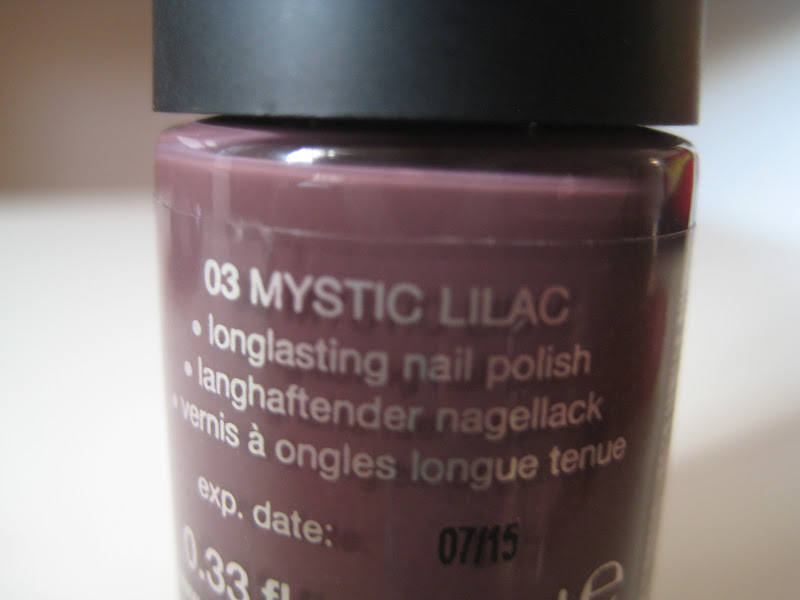 03 MYSTIC LILAC
• longlasting nail polish
• langhaftender nagellack
• vernis à ongles longue tenue
exp. date: 07/15
0.33 fl e